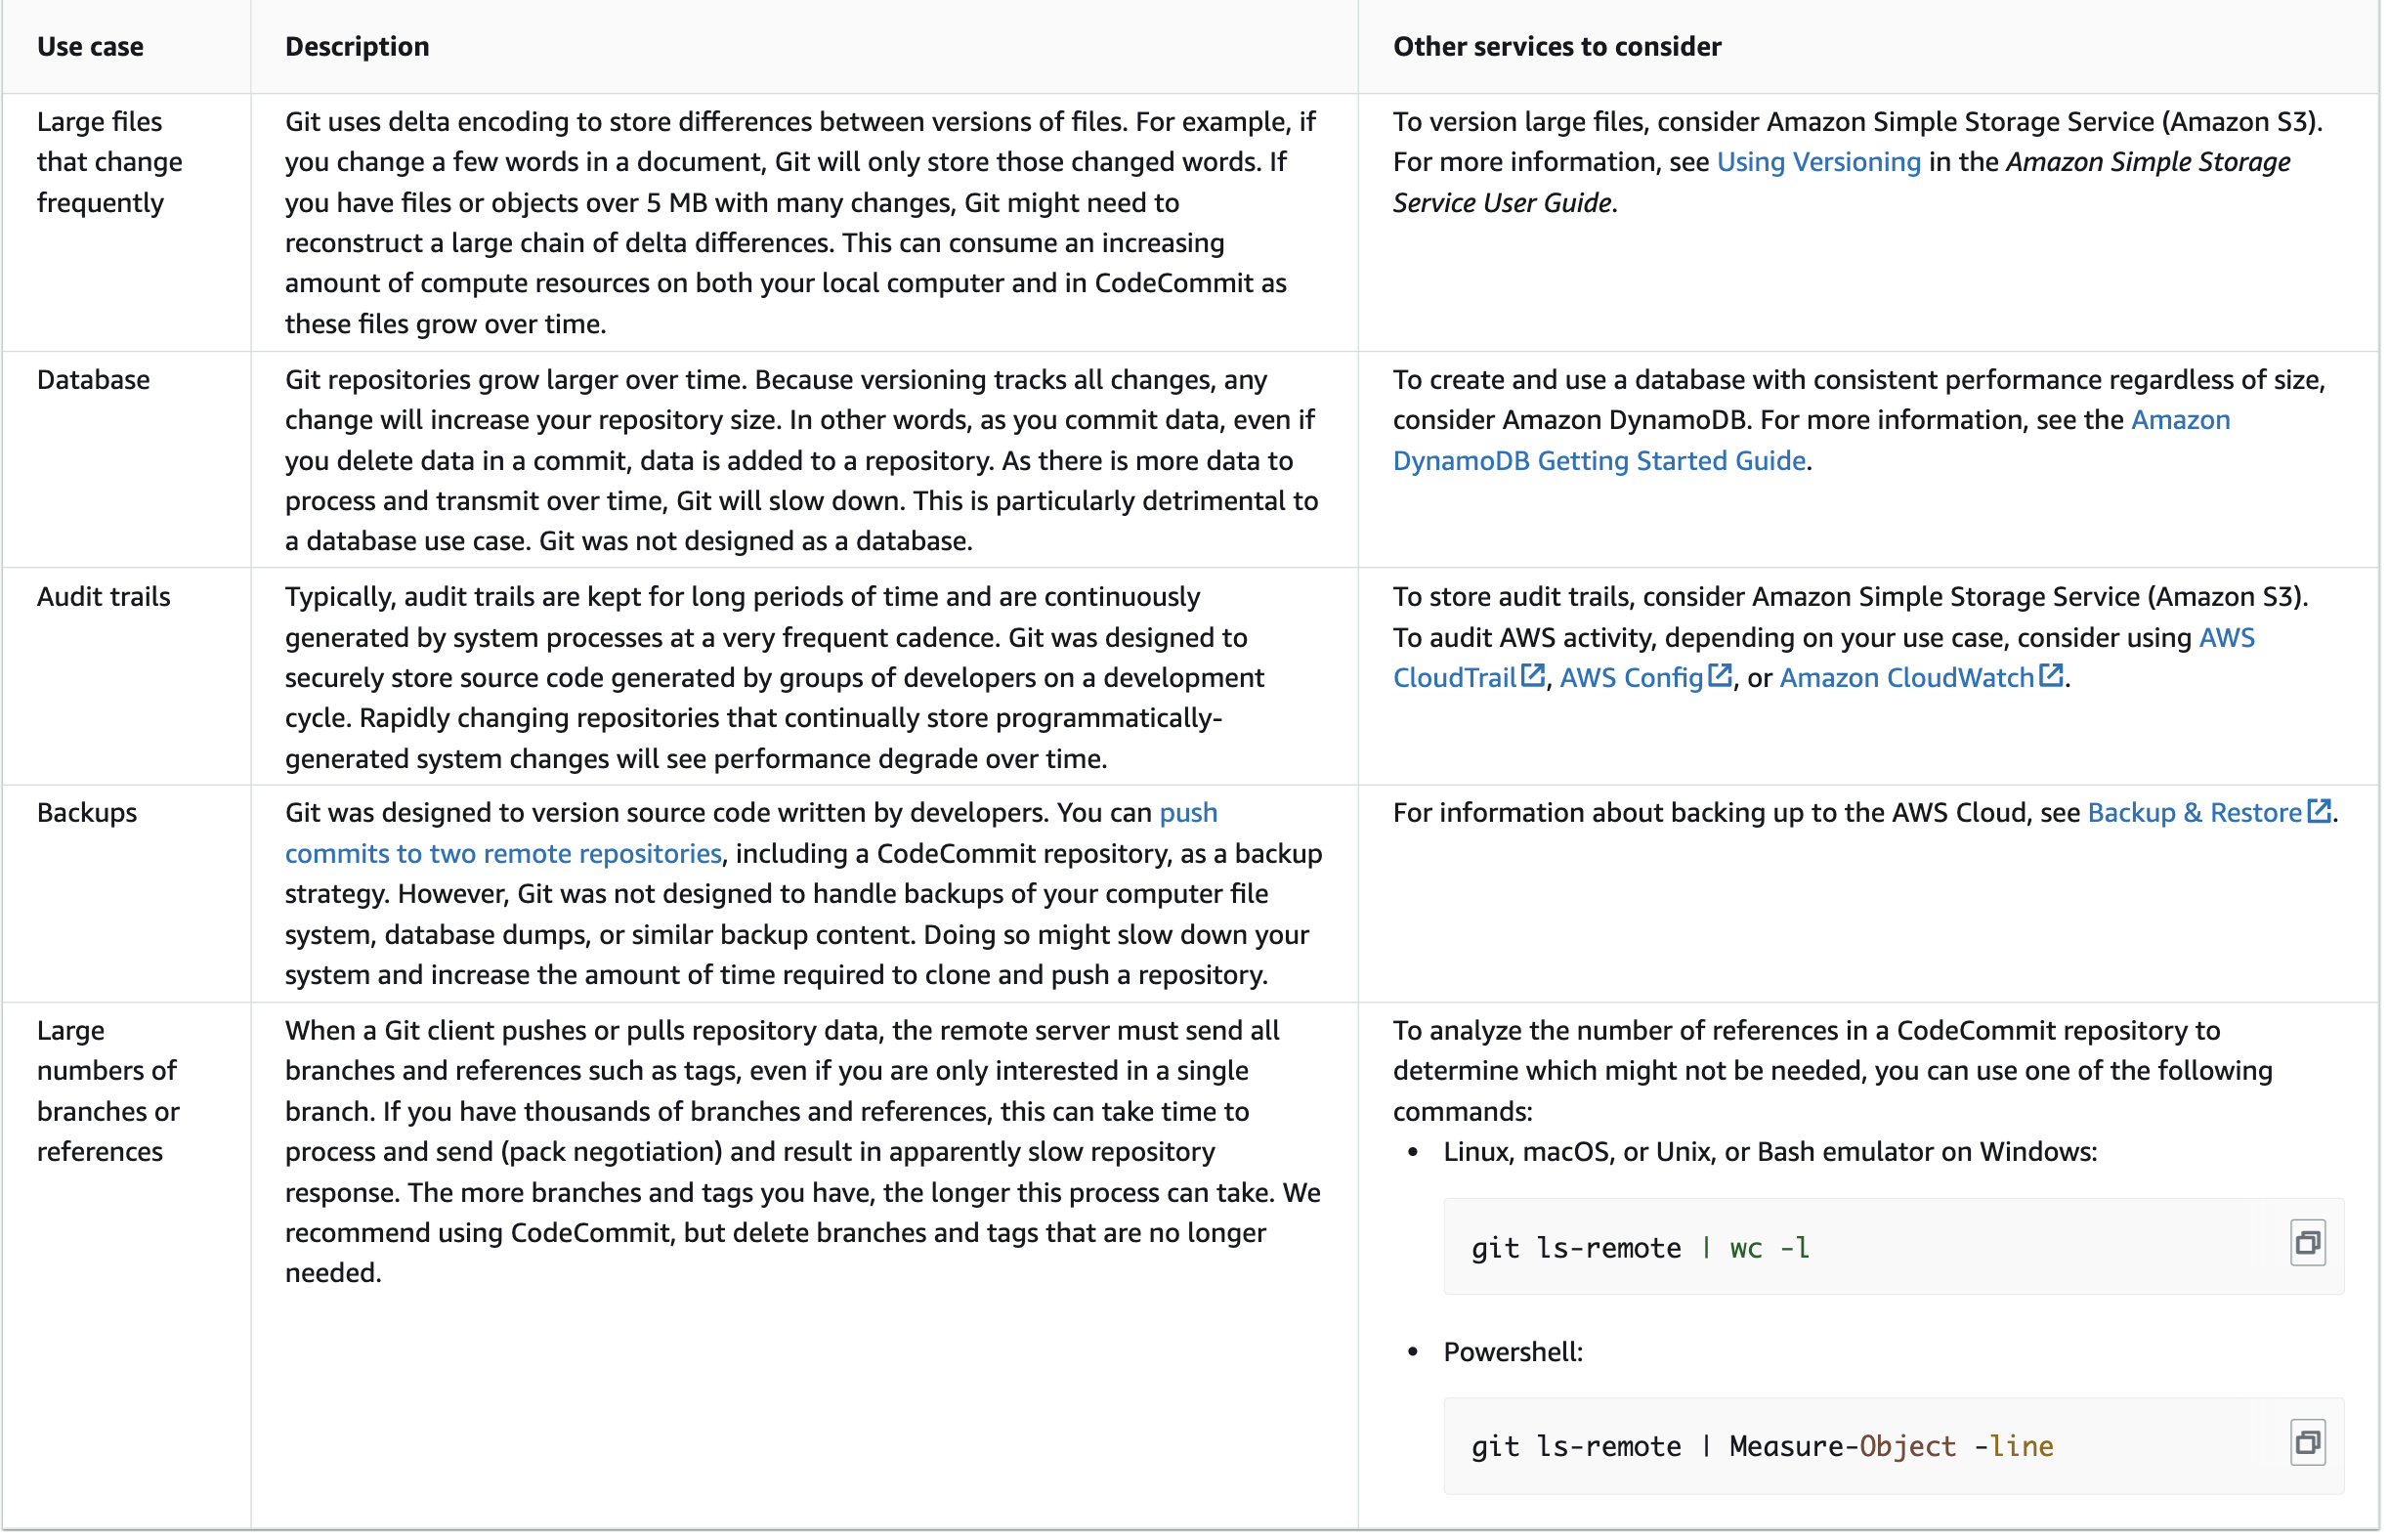 Use case
Description
Other services to consider
Large files
that change
frequently
Git uses delta encoding to store differences between versions of files. For example, if
you change a few words in a document, Git will only store those changed words. If
you have files or objects over 5 MB with many changes, Git might need to
reconstruct a large chain of delta differences. This can consume an increasing
amount of compute resources on both your local computer and in CodeCommit as
these files grow over time.
To version large files, consider Amazon Simple Storage Service (Amazon S3).
For more information, see Using Versioning in the Amazon Simple Storage
Service User Guide.
Database
Git repositories grow larger over time. Because versioning tracks all changes, any
change will increase your repository size. In other words, as you commit data, even if
you delete data in a commit, data is added to a repository. As there is more data to
process and transmit over time, Git will slow down. This is particularly detrimental to
a database use case. Git was not designed as a database.
To create and use a database with consistent performance regardless of size,
consider Amazon DynamoDB. For more information, see the Amazon
DynamoDB Getting Started Guide.
Audit trails
Typically, audit trails are kept for long periods of time and are continuously
generated by system processes at a very frequent cadence. Git was designed to
securely store source code generated by groups of developers on a development
cycle. Rapidly changing repositories that continually store programmatically-
generated system changes will see performance degrade over time.
To store audit trails, consider Amazon Simple Storage Service (Amazon S3).
To audit AWS activity, depending on your use case, consider using AWS
CloudTrail, AWS Config, or Amazon CloudWatch.
Backups
Git was designed to version source code written by developers. You can push
commits to two remote repositories, including a CodeCommit repository, as a backup
strategy. However, Git was not designed to handle backups of your computer file
system, database dumps, or similar backup content. Doing so might slow down your
system and increase the amount of time required to clone and push a repository.
For information about backing up to the AWS Cloud, see Backup & Restore.
Large
numbers of
branches or
references
When a Git client pushes or pulls repository data, the remote server must send all
branches and references such as tags, even if you are only interested in a single
branch. If you have thousands of branches and references, this can take time to
process and send (pack negotiation) and result in apparently slow repository
response. The more branches and tags you have, the longer this process can take. We
recommend using CodeCommit, but delete branches and tags that are no longer
needed.
To analyze the number of references in a CodeCommit repository to
determine which might not be needed, you can use one of the following
commands:
• Linux, macOS, or Unix, or Bash emulator on Windows:
git ls-remote | wc -l
• Powershell:
git ls-remote | Measure-Object -line